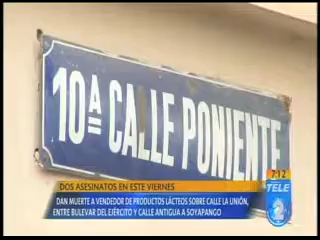 10ª CALLE PONIENTE
7:12
TELE
DOS ASESINATOS EN ESTE VIERNES
DAN MUERTE A VENDEDOR DE PRODUCTOS LÁCTEOS SOBRE CALLE LA UNIÓN,
ENTRE BULEVAR DEL EJÉRCITO Y CALLE ANTIGUA A SOYAPANGO